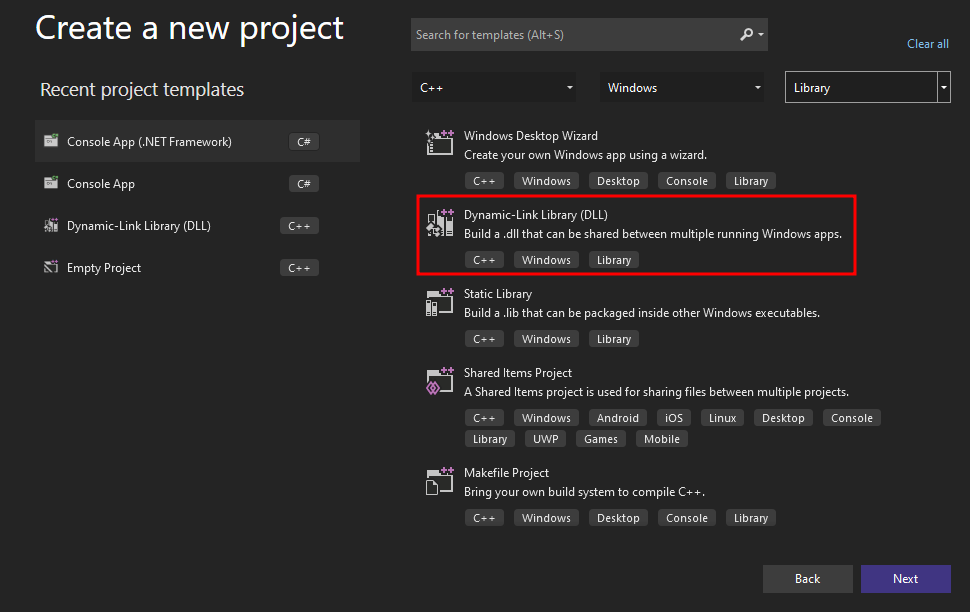 Create a new project
Search for templates (Alt+S)
Clear all
Recent project templates
Console App (.NET Framework)
C#
Console App
C#
Dynamic-Link Library (DLL)
C++
Empty Project
C++
C++
Windows
Library
Windows Desktop Wizard
Create your own Windows app using a wizard.
C++ Windows Desktop Console Library
Dynamic-Link Library (DLL)
Build a .dll that can be shared between multiple running Windows apps.
C++ Windows Library
Static Library
Build a .lib that can be packaged inside other Windows executables.
C++ Windows Library
Shared Items Project
A Shared Items project is used for sharing files between multiple projects.
C++ Windows Android iOS Linux Desktop Console
Library UWP Games Mobile
Makefile Project
Bring your own build system to compile C++.
C++ Windows Desktop Console Library
Back
Next